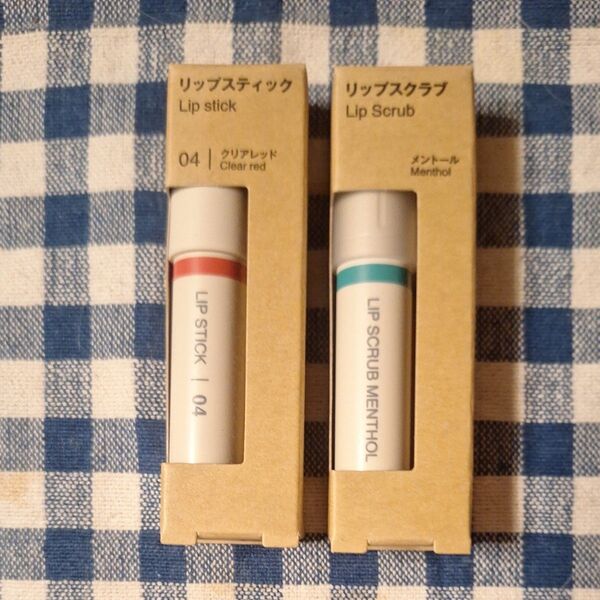 リップスティック
Lip stick
04 | クリアレッド
Clear red
LIP STICK | 04
リップスクラブ
Lip Scrub
メントール
Menthol
LIP SCRUB MENTHOL